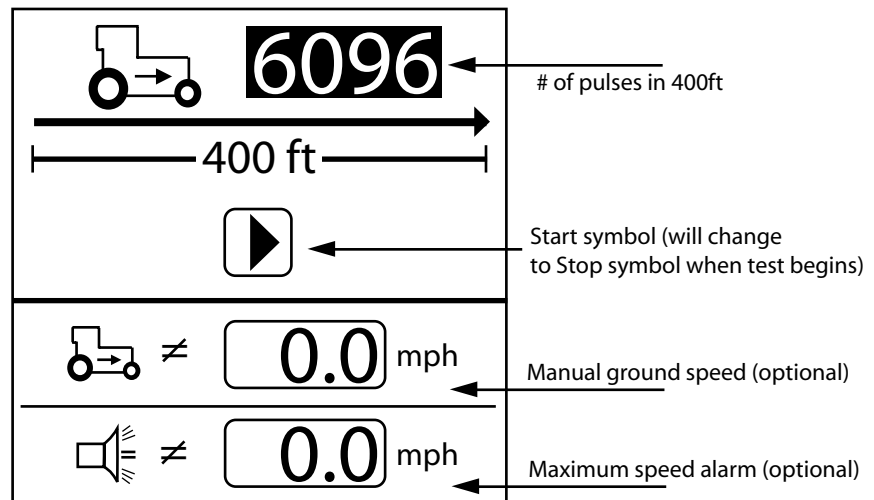 6096
# of pulses in 400ft
400 ft
Start symbol (will change
to Stop symbol when test begins)
≠ 0.0 mph
Manual ground speed (optional)
≠ 0.0 mph
Maximum speed alarm (optional)